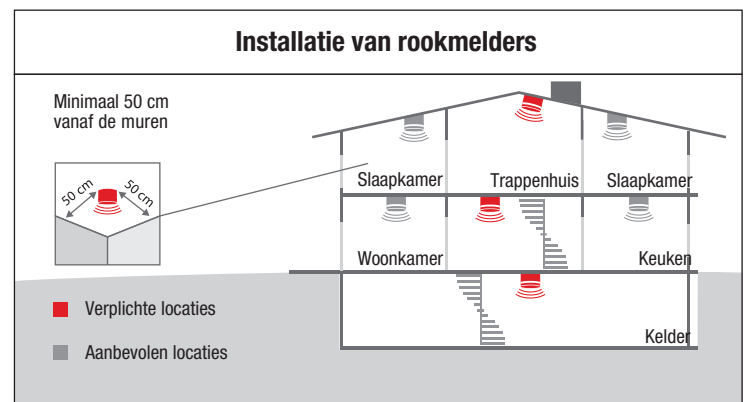 Installatie van rookmelders
Minimaal 50 cm
vanaf de muren
50 cm
50 cm
Slaapkamer
Trappenhuis
Slaapkamer
Woonkamer
Keuken
Kelder
Verplichte locaties
Aanbevolen locaties